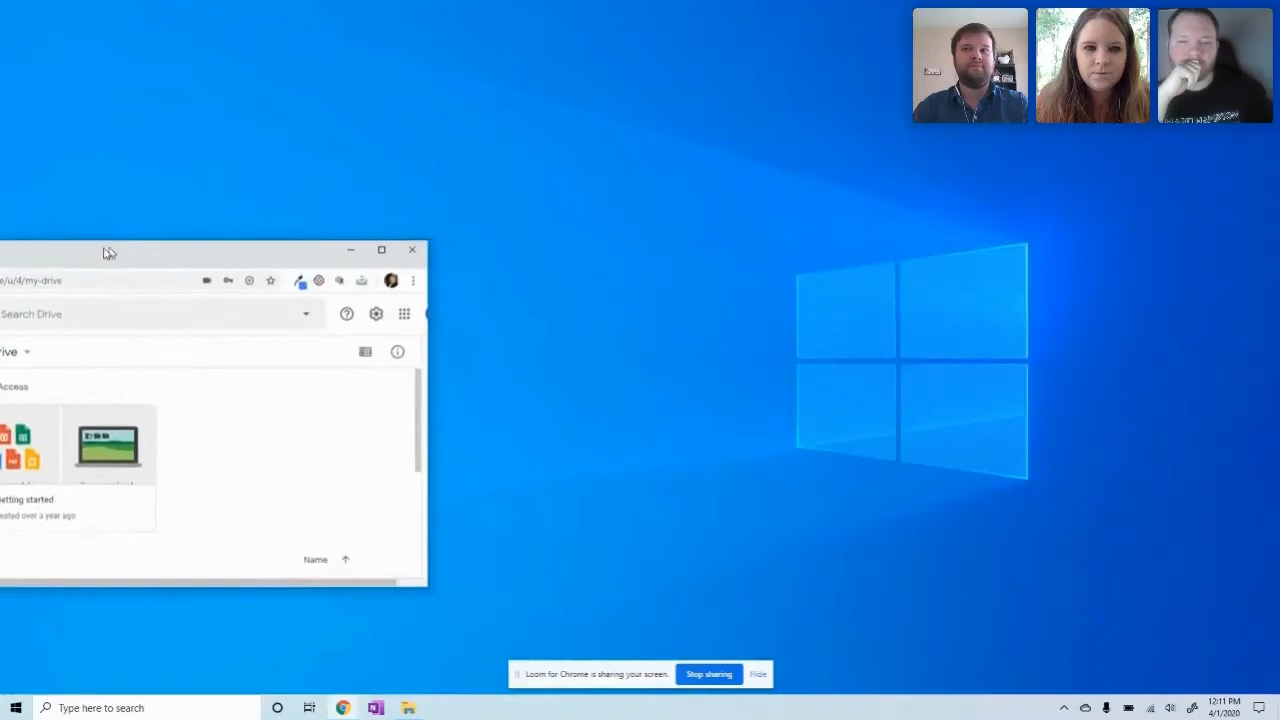 e/u/4/my-drive
Search Drive
rive
Access
etting started
eated over a year ago
Name
Loom for Chrome is sharing your screen.
Stop sharing
Hide
Type here to search
12:11 PM
4/1/2020